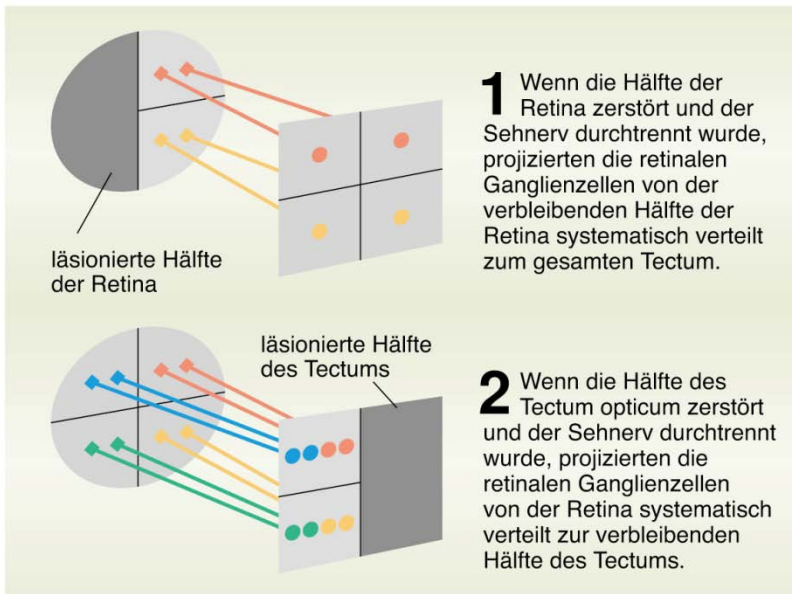 1 Wenn die Hälfte der
Retina zerstört und der
Sehnerv durchtrennt wurde,
projizierten die retinalen
Ganglienzellen von der
verbleibenden Hälfte der
Retina systematisch verteilt
zum gesamten Tectum.
läsionierte Hälfte
der Retina
läsionierte Hälfte
des Tectums
2 Wenn die Hälfte des
Tectum opticum zerstört
und der Sehnerv durchtrennt
wurde, projizierten die
retinalen Ganglienzellen
von der Retina systematisch
verteilt zur verbleibenden
Hälfte des Tectums.